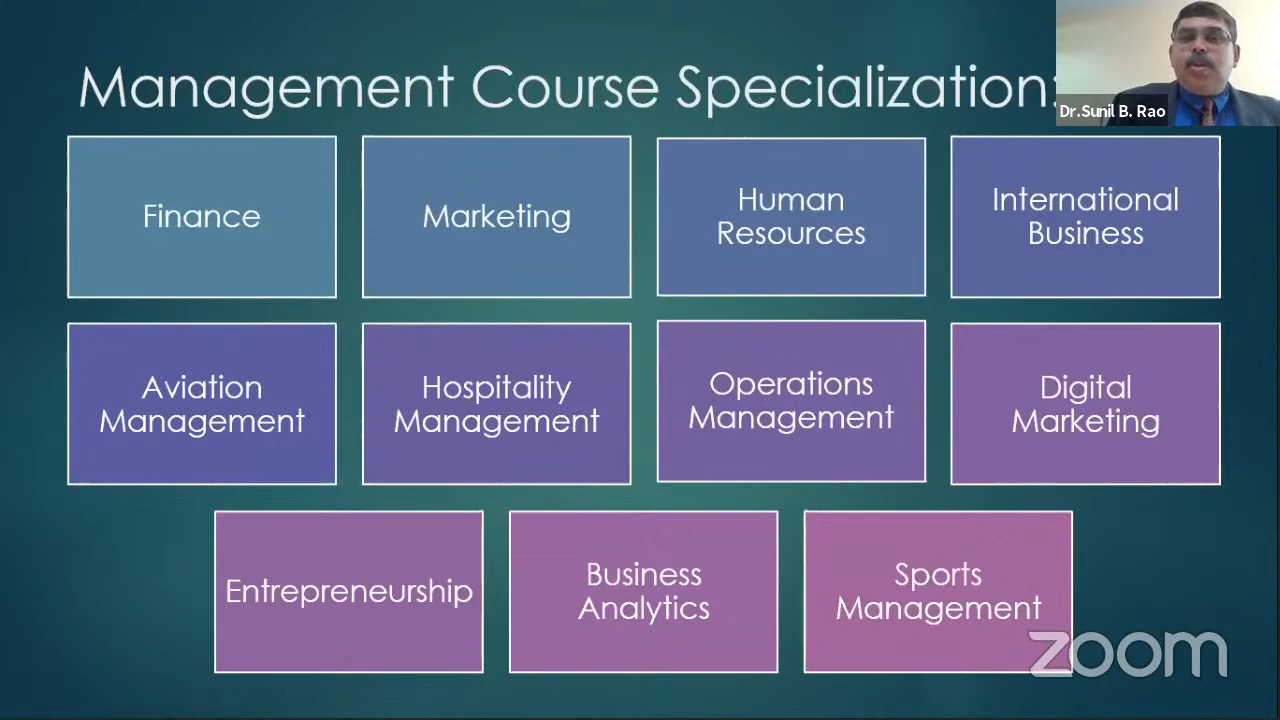 Management Course Specialization
Dr.Sunil B. Rao
Finance
Marketing
Human
Resources
International
Business
Aviation
Management
Hospitality
Management
Operations
Management
Digital
Marketing
Entrepreneurship
Business
Analytics
Sports
Management
zoom